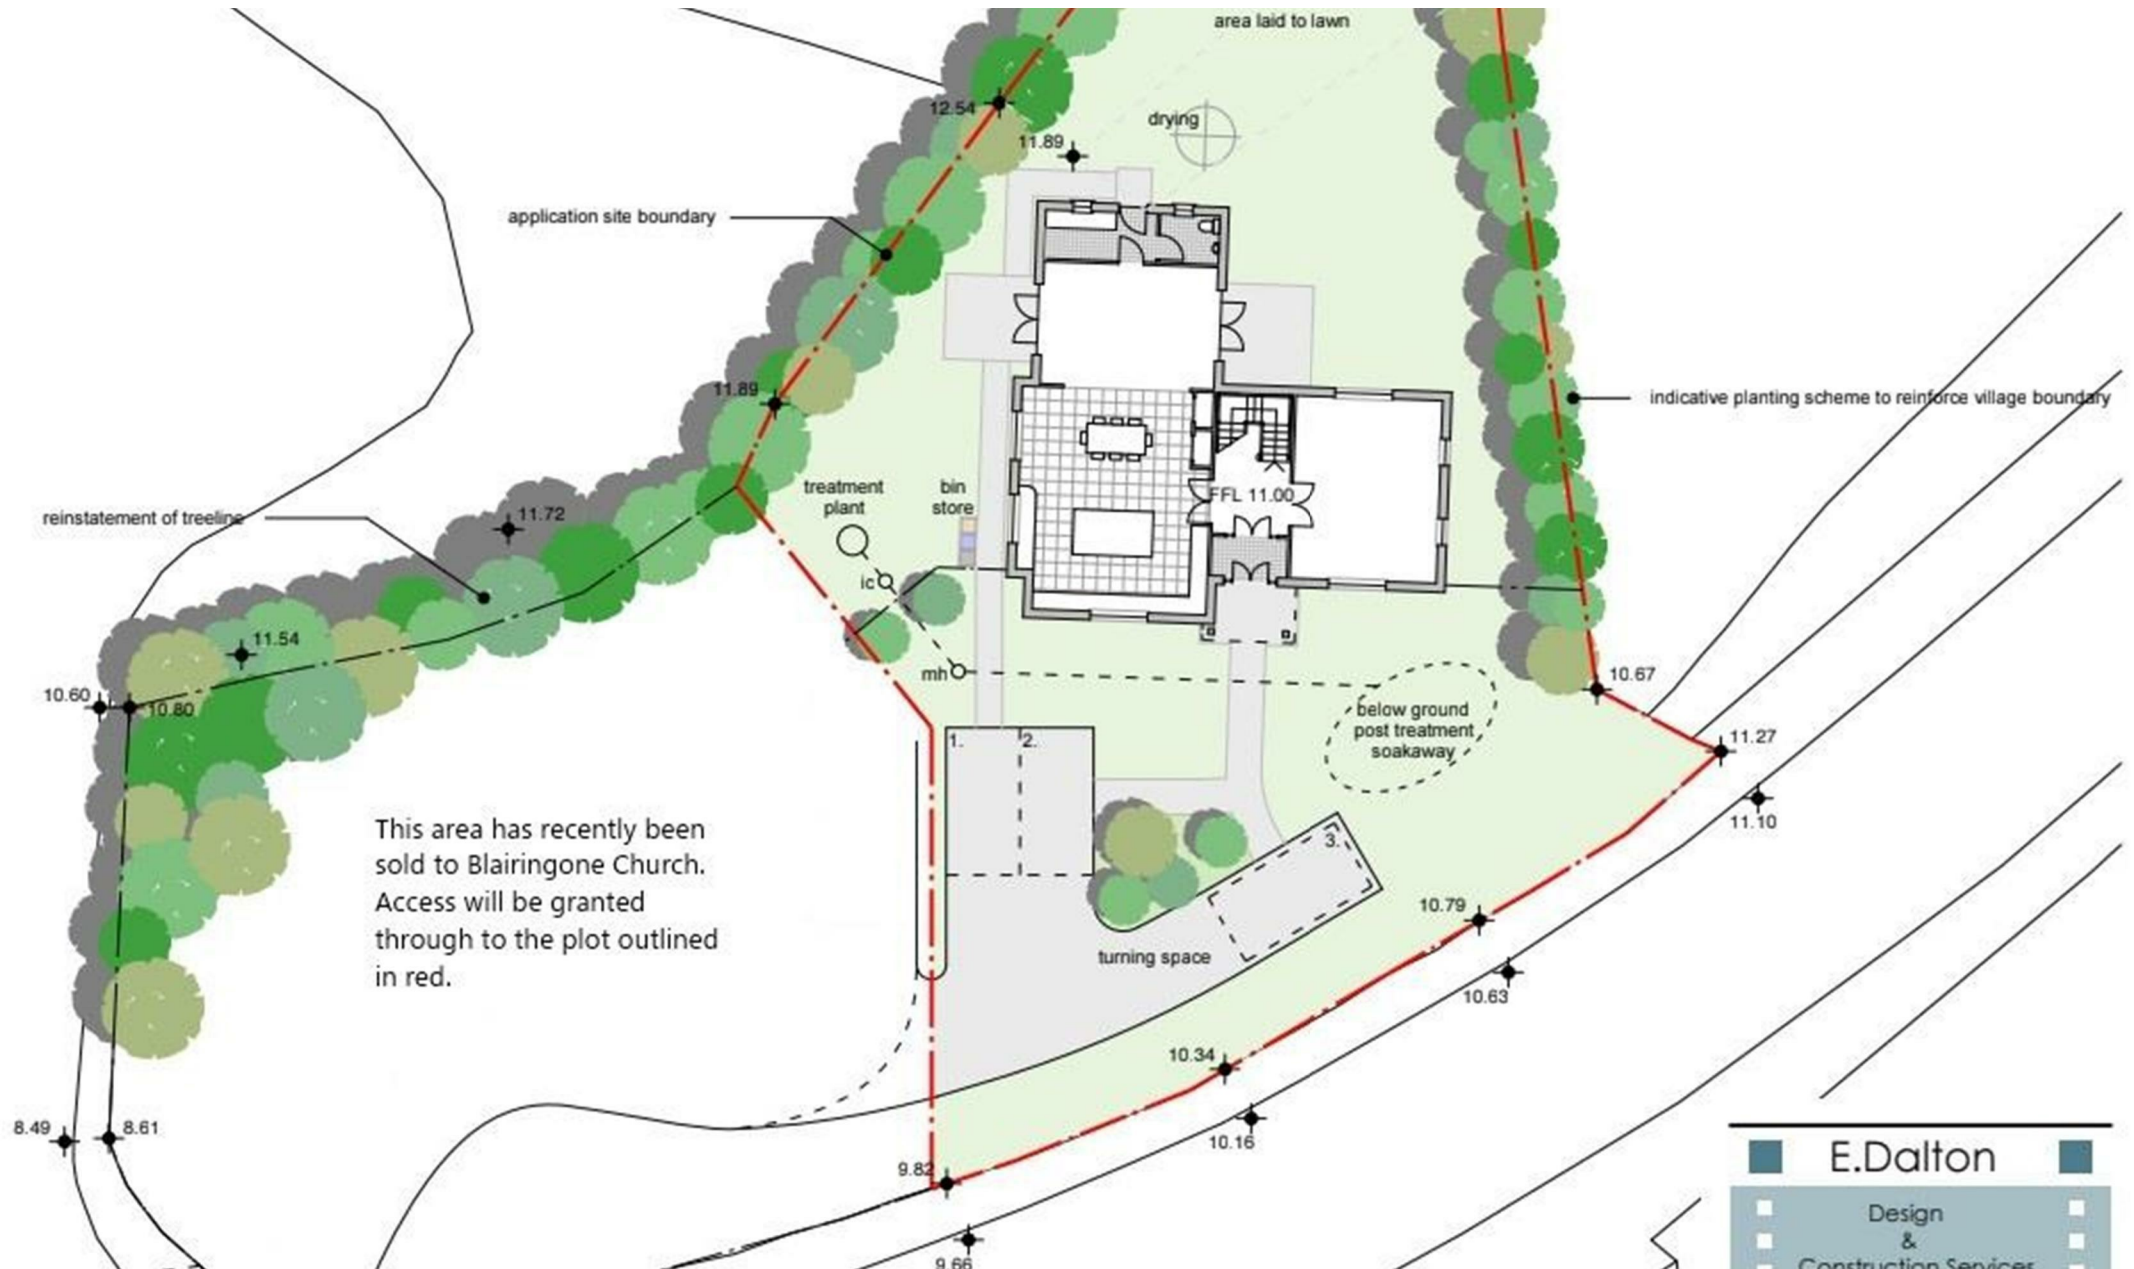 area laid to lawn
12.54
11.89
drying
application site boundary
11.89
indicative planting scheme to reinforce village boundary
treatment
plant
bin
store
FFL 11.00
reinstatement of treeline
11.72
ic
11.54
mh
10.67
10.60
10.80
below ground
post treatment
soakaway
11.27
1.
2.
11.10
3.
This area has recently been
sold to Blairingone Church.
Access will be granted
through to the plot outlined
in red.
10.79
turning space
10.63
10.34
8.49
8.61
10.16
9.82
9.66
E.Dalton
Design
&
Construction Services